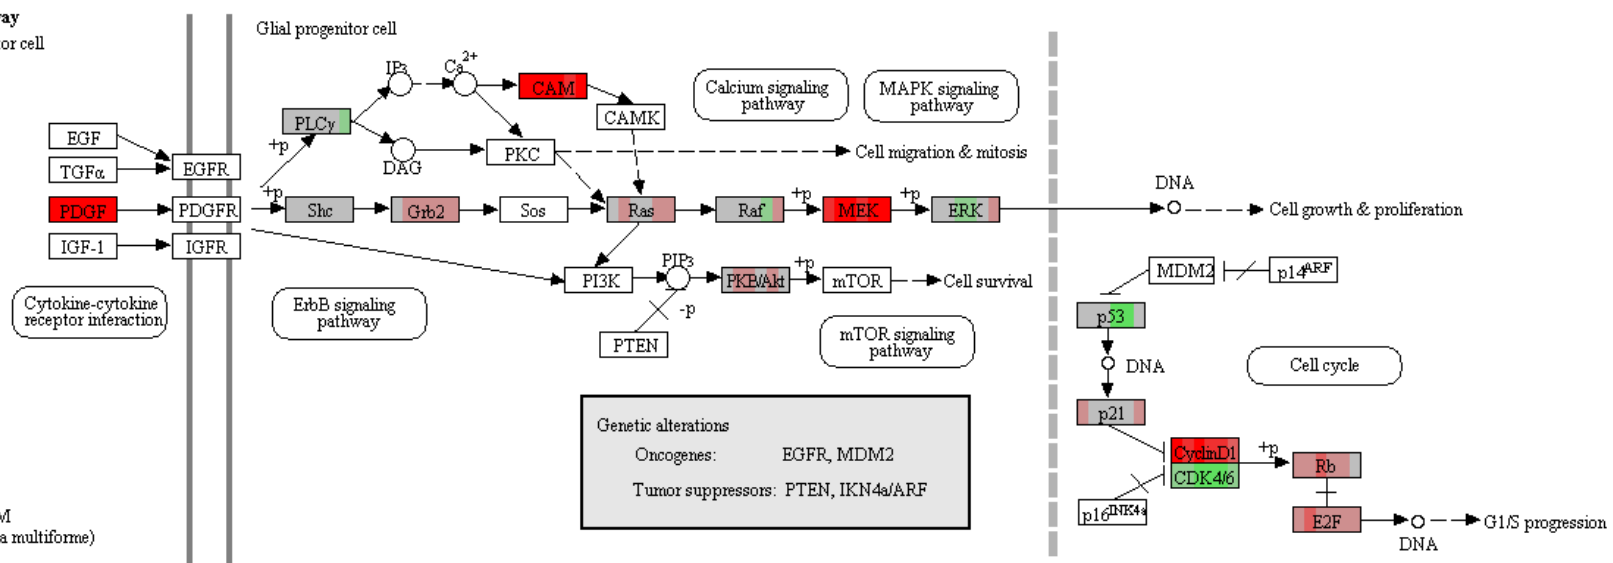 ay
or cell
Glial progenitor cell
IP3
Ca2+
CAM
Calcium signaling
pathway
MAPK signaling
pathway
PLCγ
CAMK
EGF
+p
DAG
PKC
Cell migration & mitosis
TGFα
EGFR
DNA
+p
+p
+p
PDGF
PDGFR
Shc
Grb2
Sos
Ras
Raf
MEK
ERK
Cell growth & proliferation
IGF-1
IGFR
PIP3
+p
MDM2
p14ARF
PI3K
PKB/Akt
mTOR
Cell survival
Cytokine-cytokine
receptor interaction
ErbB signaling
pathway
-p
p53
PTEN
mTOR signaling
pathway
DNA
Cell cycle
p21
Genetic alterations
Oncogenes: EGFR, MDM2
Tumor suppressors: PTEN, IKN4a/ARF
CyclinD1
+p
Rb
CDK4/6
p16INK4a
E2F
G1/S progression
DNA
M
a multiforme)